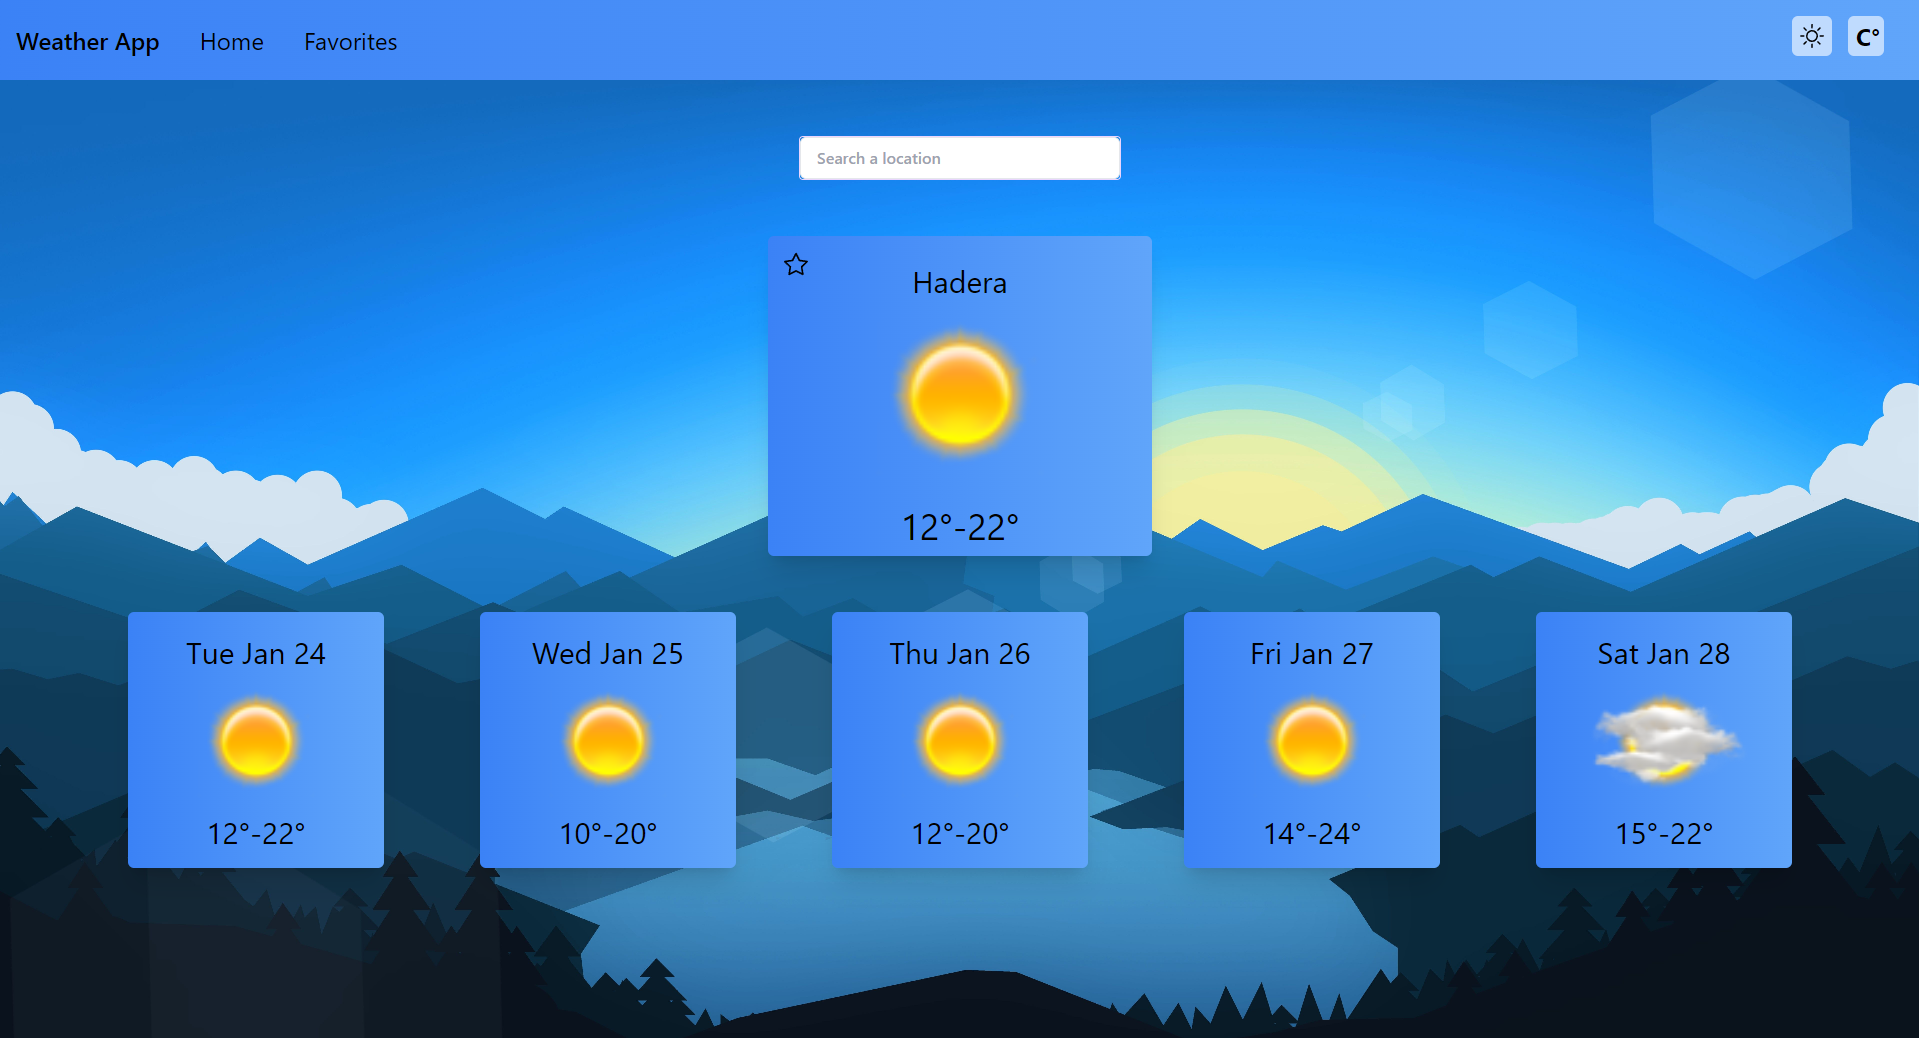 Weather App Home Favorites C°
Search a location
Hadera
12°-22°
Tue Jan 24
12°-22°
Wed Jan 25
10°-20°
Thu Jan 26
12°-20°
Fri Jan 27
14°-24°
Sat Jan 28
15°-22°